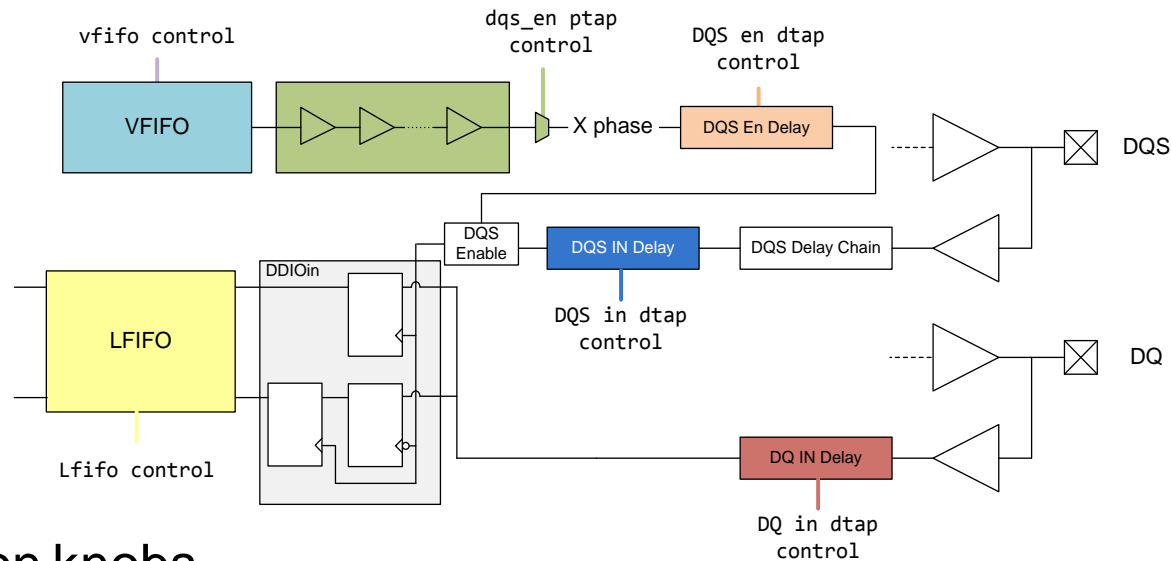 vfifo control
dqs_en ptap
control
DQS en dtap
control
VFIFO
X phase
DQS En Delay
DQS
DQS
Enable
DQS IN Delay
DQS Delay Chain
DDIOin
DQS in dtap
control
LFIFO
DQ
Lfifo control
DQ IN Delay
DQ in dtap
control